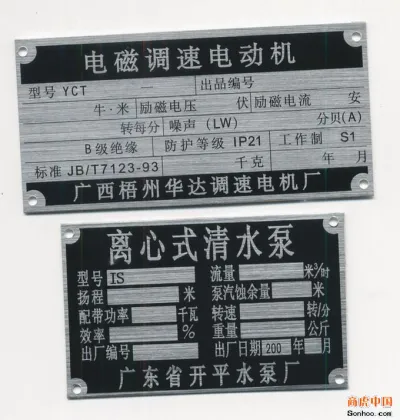 电磁调速电动机
型号 YCT — 出品编号
牛·米 励磁电压 伏 励磁电流 安
转每分 噪声 (LW) 分贝(A)
B级绝缘 防护等级 IP21 工作制 S1
标准 JB/T7123-93 千克 年 月
广西梧州华达调速电机厂
离心式清水泵
型号 IS 流量 米³/时
扬程 米 泵汽蚀余量 米
配带功率 千瓦 转速 转/分
效率 % 重量 公斤
出厂编号 出厂日期 200 年 月
广东省开平水泵厂
商虎中国
Sonhoo.com